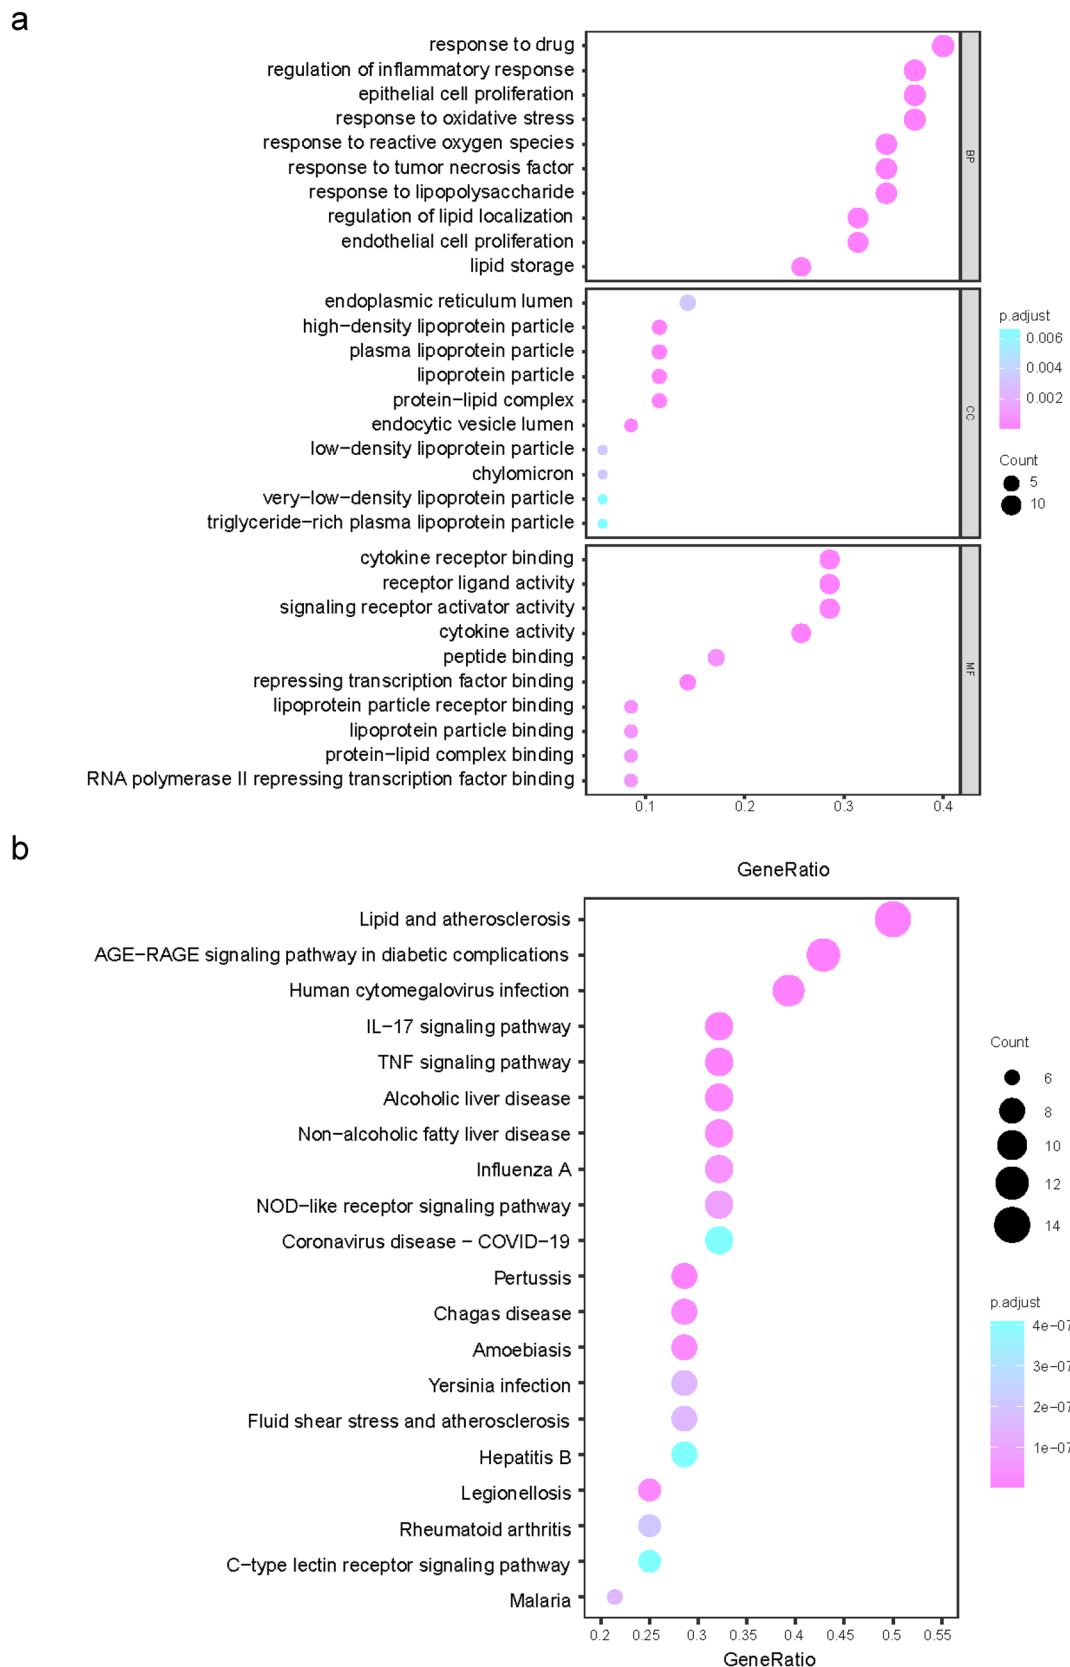 a
response to drug
regulation of inflammatory response
epithelial cell proliferation
response to oxidative stress
response to reactive oxygen species
response to tumor necrosis factor
response to lipopolysaccharide
regulation of lipid localization
endothelial cell proliferation
lipid storage
BP
endoplasmic reticulum lumen
high−density lipoprotein particle
plasma lipoprotein particle
lipoprotein particle
protein−lipid complex
endocytic vesicle lumen
low−density lipoprotein particle
chylomicron
very−low−density lipoprotein particle
triglyceride−rich plasma lipoprotein particle
CC
cytokine receptor binding
receptor ligand activity
signaling receptor activator activity
cytokine activity
peptide binding
repressing transcription factor binding
lipoprotein particle receptor binding
lipoprotein particle binding
protein−lipid complex binding
RNA polymerase II repressing transcription factor binding
MF
0.1 0.2 0.3 0.4
GeneRatio
p.adjust
0.006
0.004
0.002
Count
5
10
b
Lipid and atherosclerosis
AGE−RAGE signaling pathway in diabetic complications
Human cytomegalovirus infection
IL−17 signaling pathway
TNF signaling pathway
Alcoholic liver disease
Non−alcoholic fatty liver disease
Influenza A
NOD−like receptor signaling pathway
Coronavirus disease − COVID−19
Pertussis
Chagas disease
Amoebiasis
Yersinia infection
Fluid shear stress and atherosclerosis
Hepatitis B
Legionellosis
Rheumatoid arthritis
C−type lectin receptor signaling pathway
Malaria
0.2 0.25 0.3 0.35 0.4 0.45 0.5 0.55
GeneRatio
Count
6
8
10
12
14
p.adjust
4e−07
3e−07
2e−07
1e−07